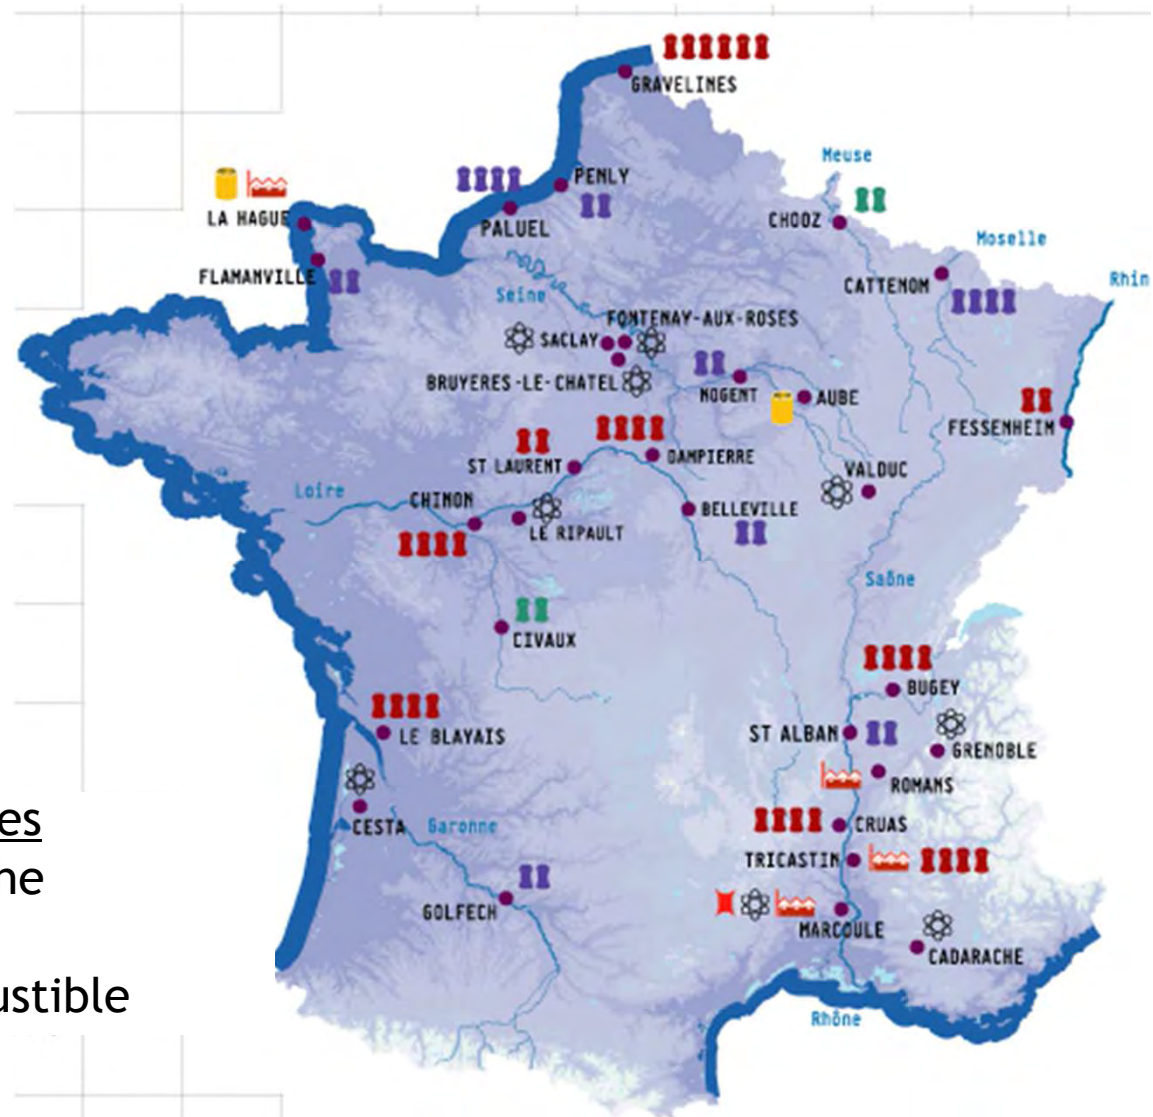 GRAVELINES
Meuse
PENLY
LA HAGUE
CHOOZ
PALUEL
Moselle
FLAMANVILLE
CATTENOM
Rhin
Seine
FONTENAY-AUX-ROSES
SACLAY
BRUYERES-LE-CHATEL
NOGENT
AUBE
FESSENHEIM
DAMPIERRE
ST LAURENT
VALDUC
Loire
CHINON
BELLEVILLE
LE RIPAULT
Saône
CIVAUX
BUGEY
LE BLAYAIS
ST ALBAN
GRENOBLE
ROMANS
es
CESTA
Garonne
CRUAS
TRICASTIN
ne
GOLFECH
MARCOULE
CADARACHE
ustible
Rhône